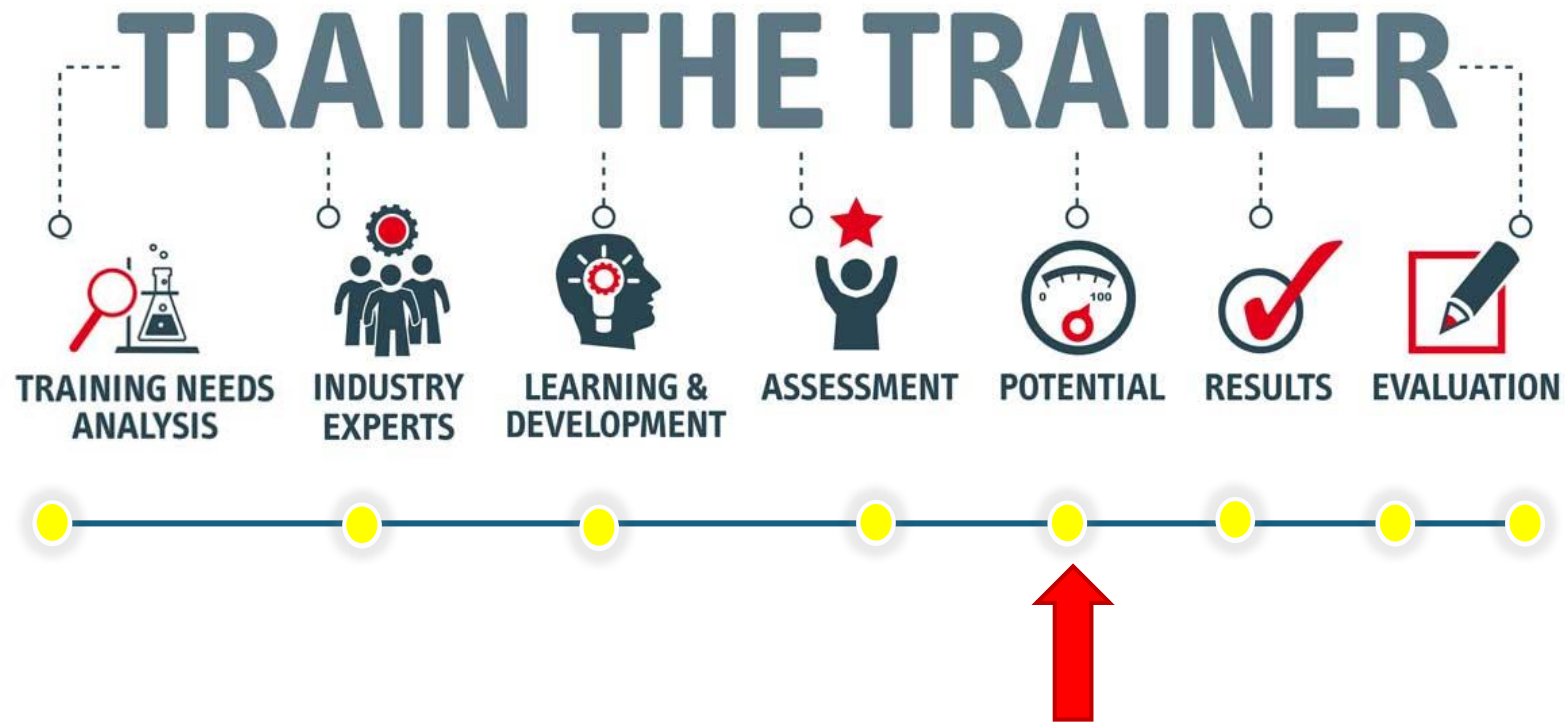 TRAIN THE TRAINER
0 100
TRAINING NEEDS
ANALYSIS
INDUSTRY
EXPERTS
LEARNING &
DEVELOPMENT
ASSESSMENT
POTENTIAL
RESULTS
EVALUATION